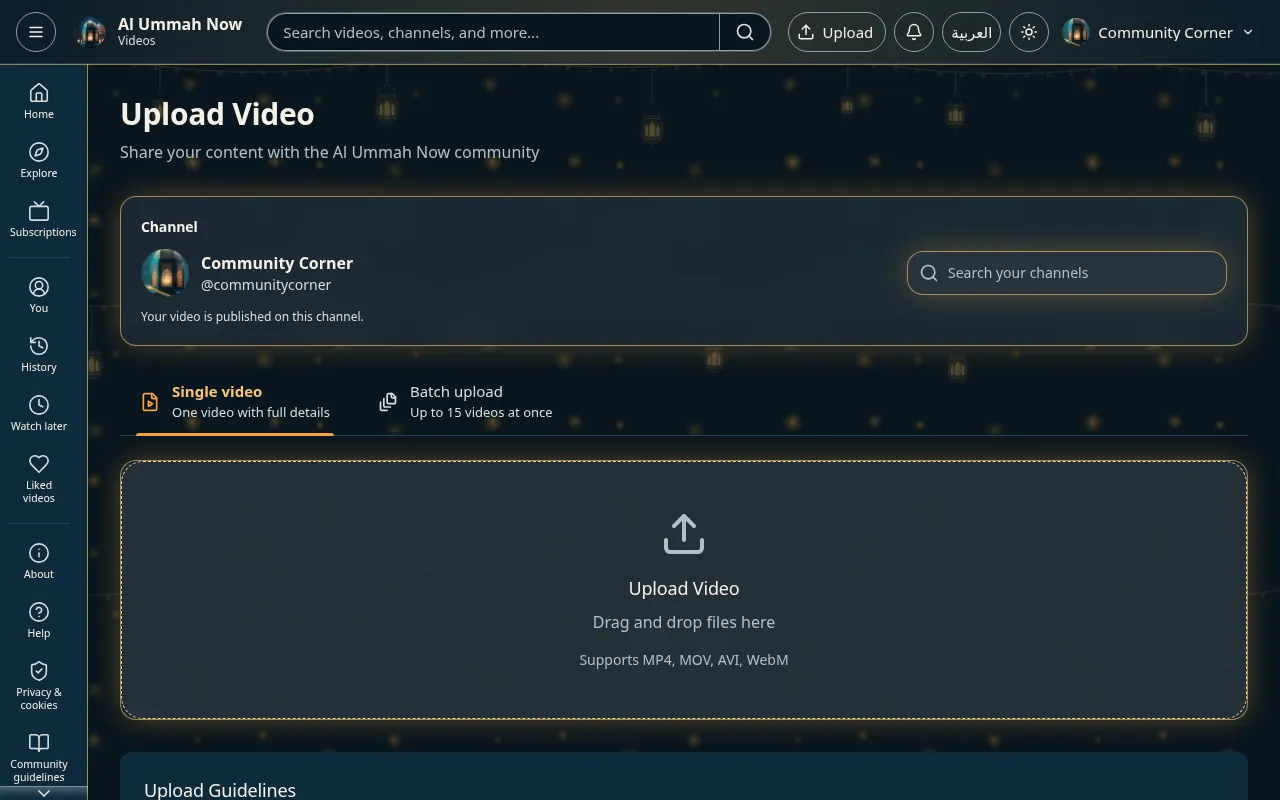 Al Ummah Now
Videos
Search videos, channels, and more...
Upload
العربية
Community Corner
Home
Explore
Subscriptions
You
History
Watch later
Liked
videos
About
Help
Privacy &
cookies
Community
guidelines
Upload Video
Share your content with the Al Ummah Now community
Channel
Community Corner
@communitycorner
Search your channels
Your video is published on this channel.
Single video
One video with full details
Batch upload
Up to 15 videos at once
Upload Video
Drag and drop files here
Supports MP4, MOV, AVI, WebM
Upload Guidelines